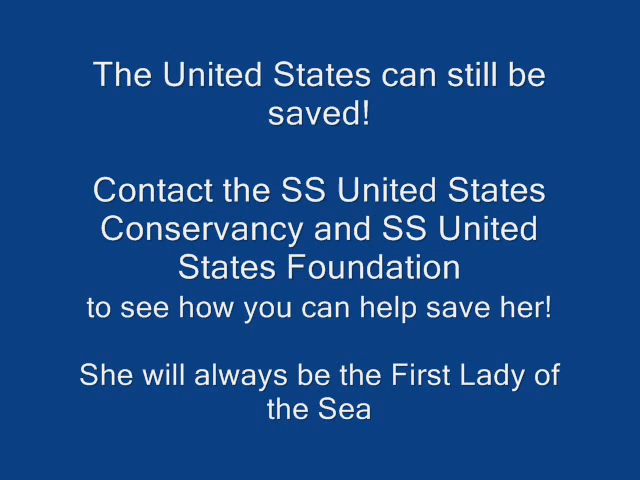 The United States can still be
saved!
Contact the SS United States
Conservancy and SS United
States Foundation
to see how you can help save her!
She will always be the First Lady of
the Sea